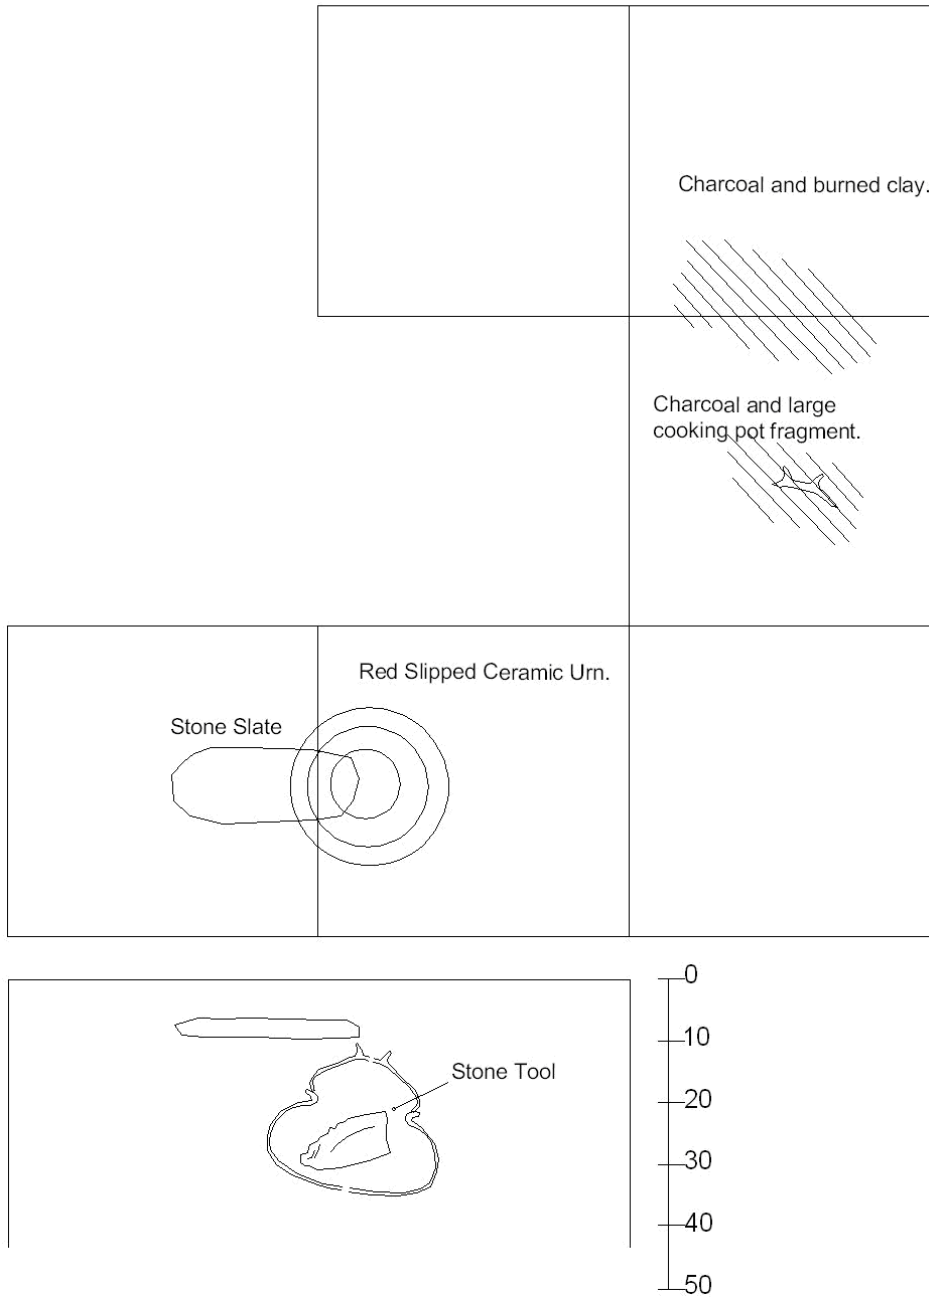 Charcoal and burned clay.
Charcoal and large
cooking pot fragment.
Red Slipped Ceramic Urn.
Stone Slate
Stone Tool
0
10
20
30
40
50